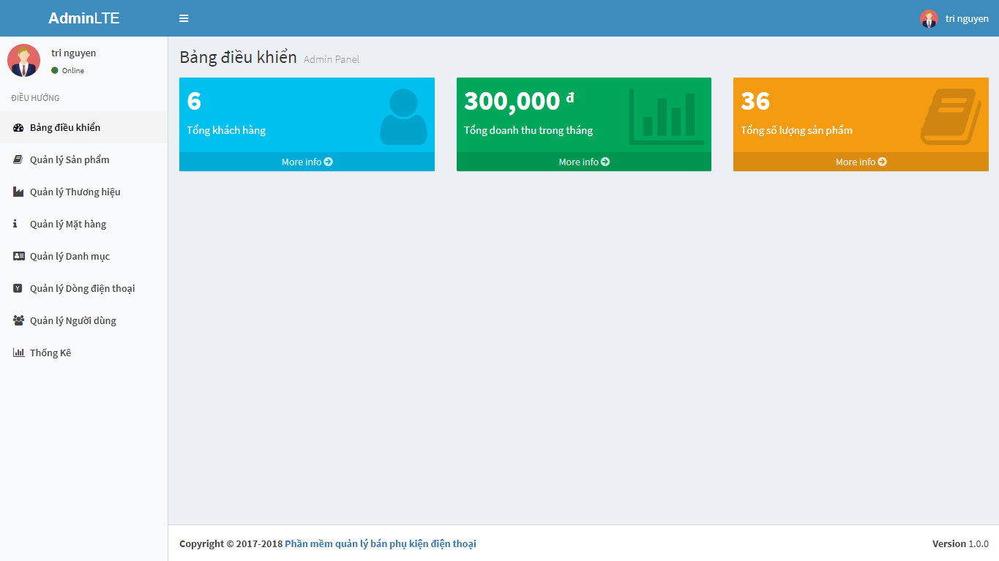 AdminLTE
tri nguyen
tri nguyen
Online
ĐIỀU HƯỚNG
Bảng điều khiển
Quản lý Sản phẩm
Quản lý Thương hiệu
Quản lý Mặt hàng
Quản lý Danh mục
Quản lý Dòng điện thoại
Quản lý Người dùng
Thống Kê
Bảng điều khiển Admin Panel
6
Tổng khách hàng
More info
300,000 đ
Tổng doanh thu trong tháng
More info
36
Tổng số lượng sản phẩm
More info
Copyright © 2017-2018 Phần mềm quản lý bán phụ kiện điện thoại
Version 1.0.0